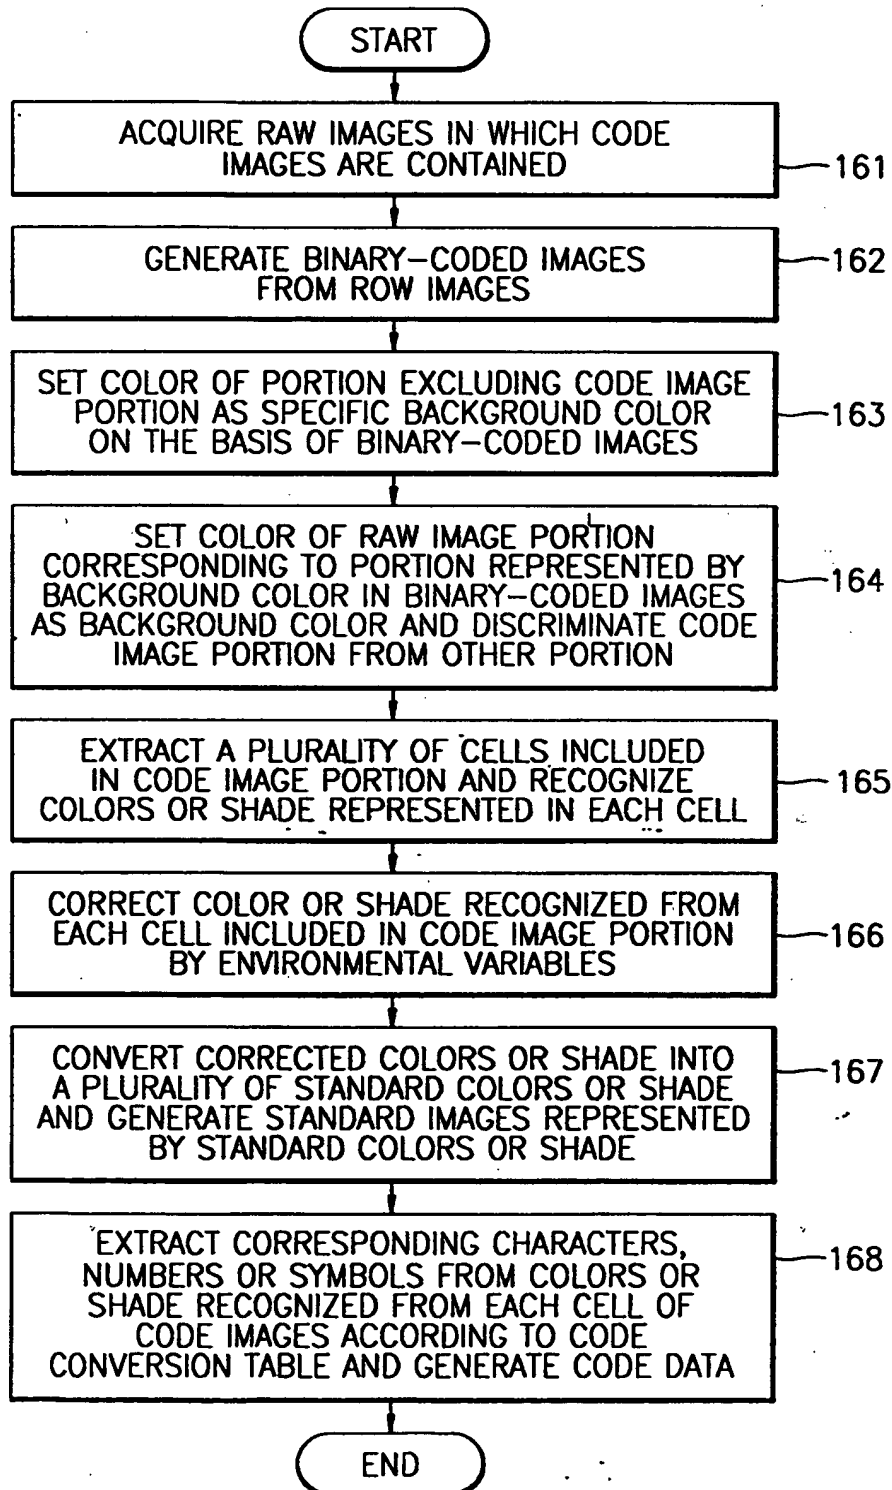 START
ACQUIRE RAW IMAGES IN WHICH CODE
IMAGES ARE CONTAINED
161
GENERATE BINARY-CODED IMAGES
FROM ROW IMAGES
162
SET COLOR OF PORTION EXCLUDING CODE IMAGE
PORTION AS SPECIFIC BACKGROUND COLOR
ON THE BASIS OF BINARY-CODED IMAGES
163
SET COLOR OF RAW IMAGE PORTION
CORRESPONDING TO PORTION REPRESENTED BY
BACKGROUND COLOR IN BINARY-CODED IMAGES
AS BACKGROUND COLOR AND DISCRIMINATE CODE
IMAGE PORTION FROM OTHER PORTION
164
EXTRACT A PLURALITY OF CELLS INCLUDED
IN CODE IMAGE PORTION AND RECOGNIZE
COLORS OR SHADE REPRESENTED IN EACH CELL
165
CORRECT COLOR OR SHADE RECOGNIZED FROM
EACH CELL INCLUDED IN CODE IMAGE PORTION
BY ENVIRONMENTAL VARIABLES
166
CONVERT CORRECTED COLORS OR SHADE INTO
A PLURALITY OF STANDARD COLORS OR SHADE
AND GENERATE STANDARD IMAGES REPRESENTED
BY STANDARD COLORS OR SHADE
167
EXTRACT CORRESPONDING CHARACTERS,
NUMBERS OR SYMBOLS FROM COLORS OR
SHADE RECOGNIZED FROM EACH CELL OF
CODE IMAGES ACCORDING TO CODE
CONVERSION TABLE AND GENERATE CODE DATA
168
END